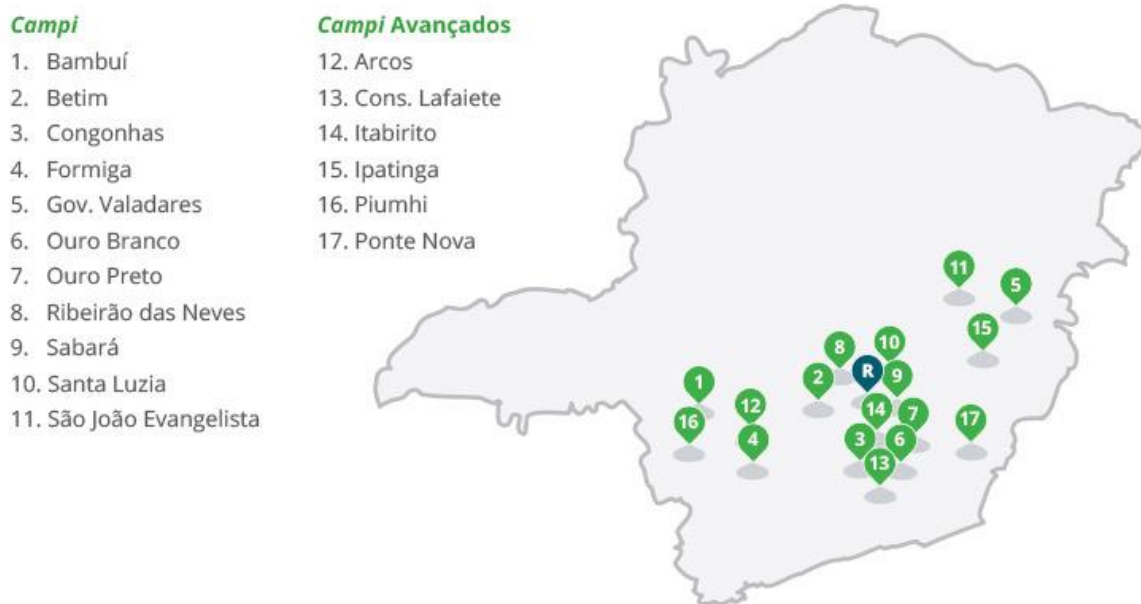 Campi
1. Bambuí
2. Betim
3. Congonhas
4. Formiga
5. Gov. Valadares
6. Ouro Branco
7. Ouro Preto
8. Ribeirão das Neves
9. Sabará
10. Santa Luzia
11. São João Evangelista
Campi Avançados
12. Arcos
13. Cons. Lafaiete
14. Itabirito
15. Ipatinga
16. Piumhi
17. Ponte Nova
11
5
15
10
8
R
9
2
1
12
14
7
16
17
4
3
6
13